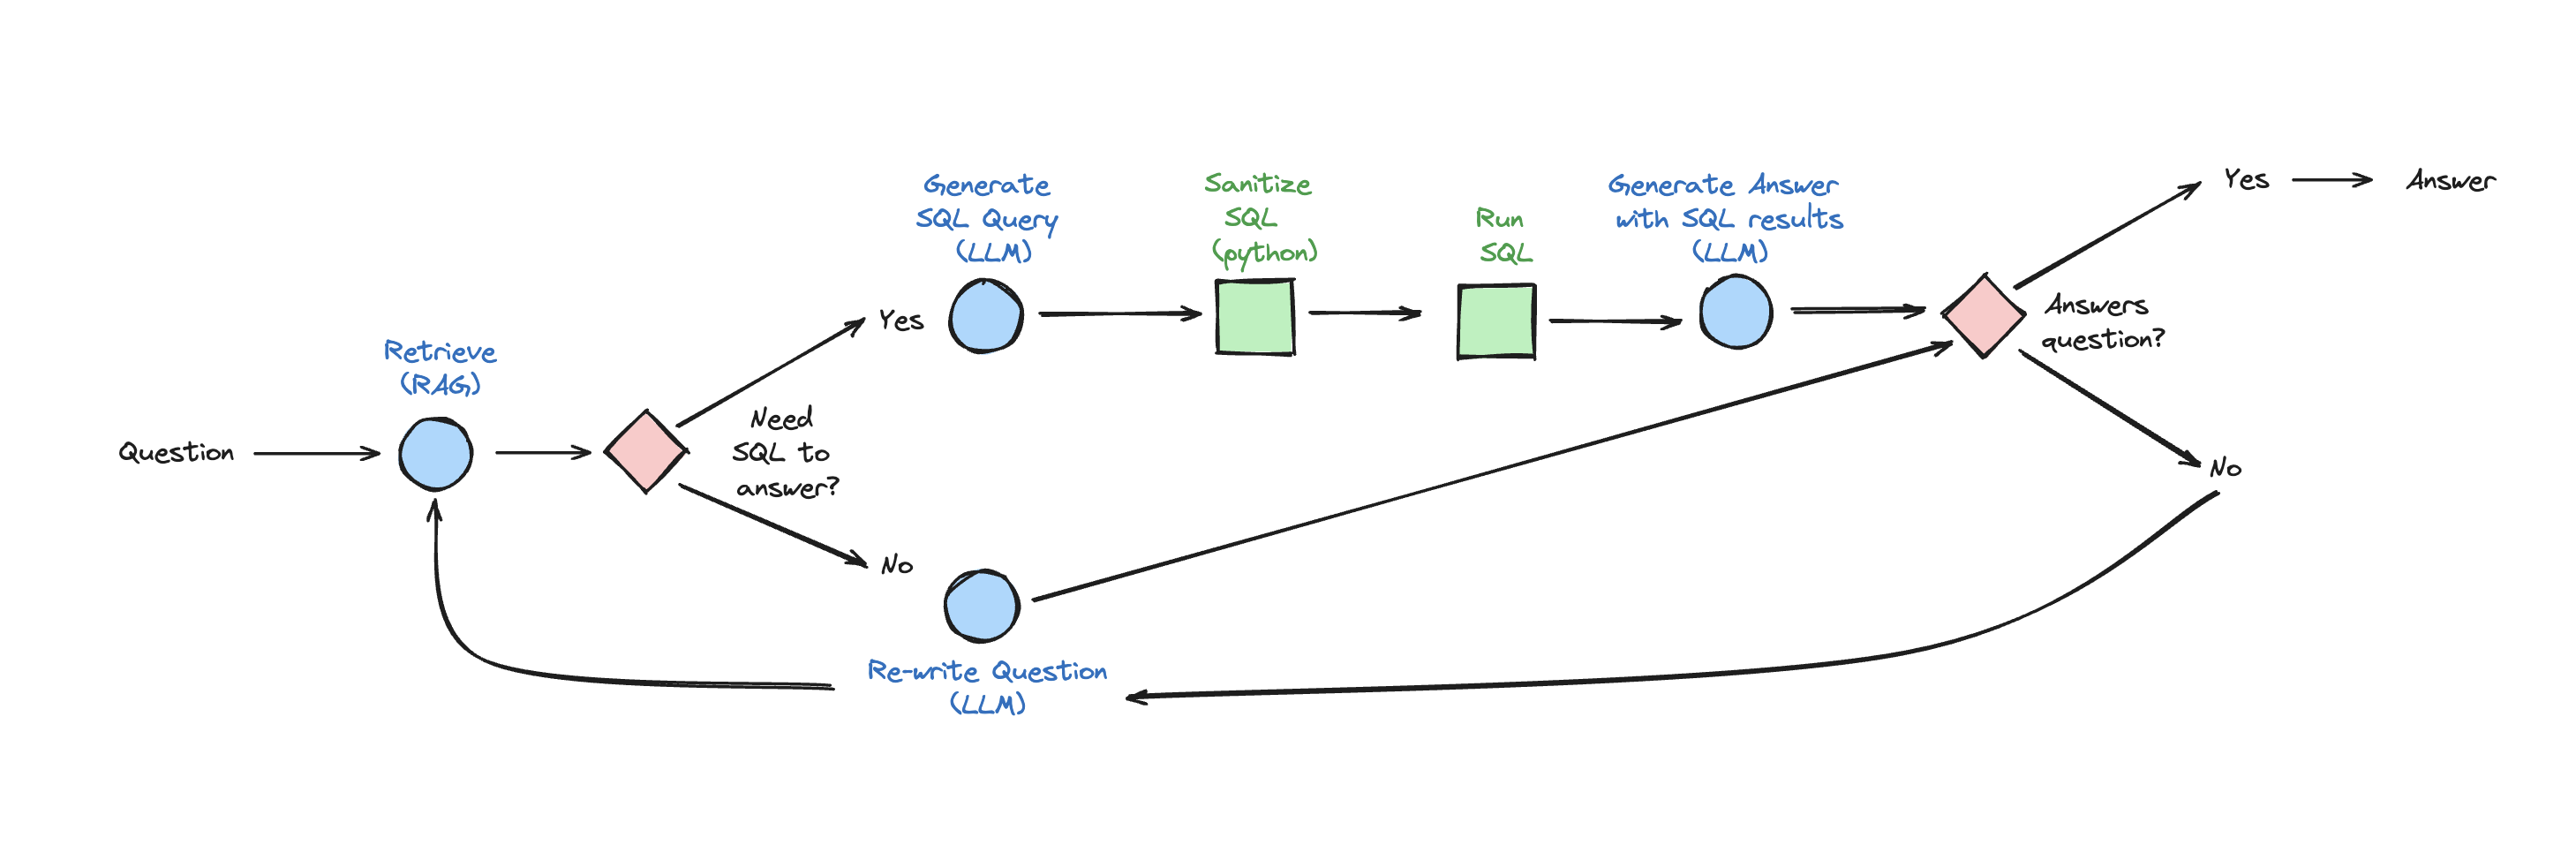 Question
Retrieve
(RAG)
Need
SQL to
answer?
Yes
No
Generate
SQL Query
(LLM)
Sanitize
SQL
(python)
Run
SQL
Generate Answer
with SQL results
(LLM)
Re-write Question
(LLM)
Answers
question?
Yes
Answer
No